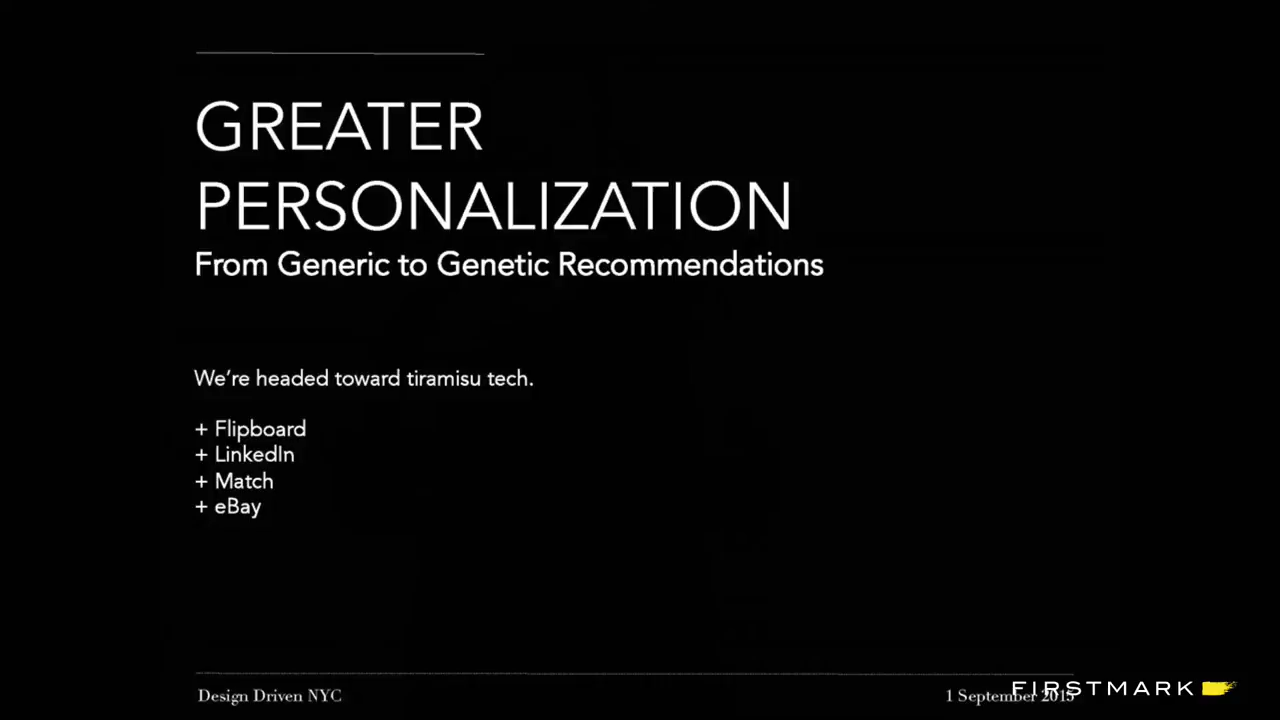 GREATER
PERSONALIZATION
From Generic to Genetic Recommendations
We’re headed toward tiramisu tech.
+ Flipboard
+ LinkedIn
+ Match
+ eBay
Design Driven NYC
1 September 2015
FIRSTMARK